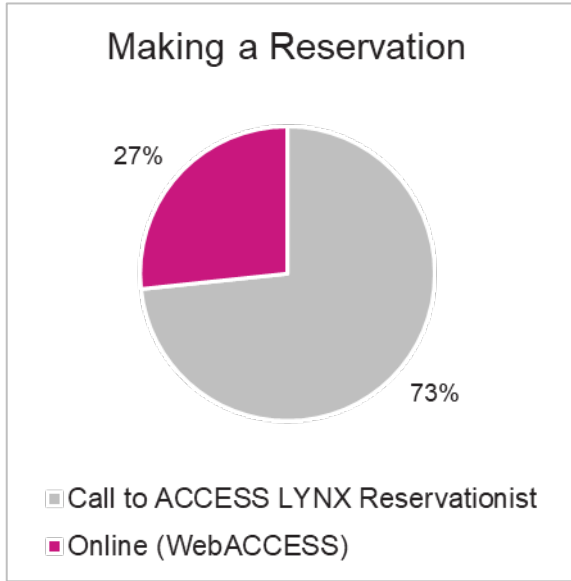 Making a Reservation
27%
73%
Call to ACCESS LYNX Reservationist
Online (WebACCESS)